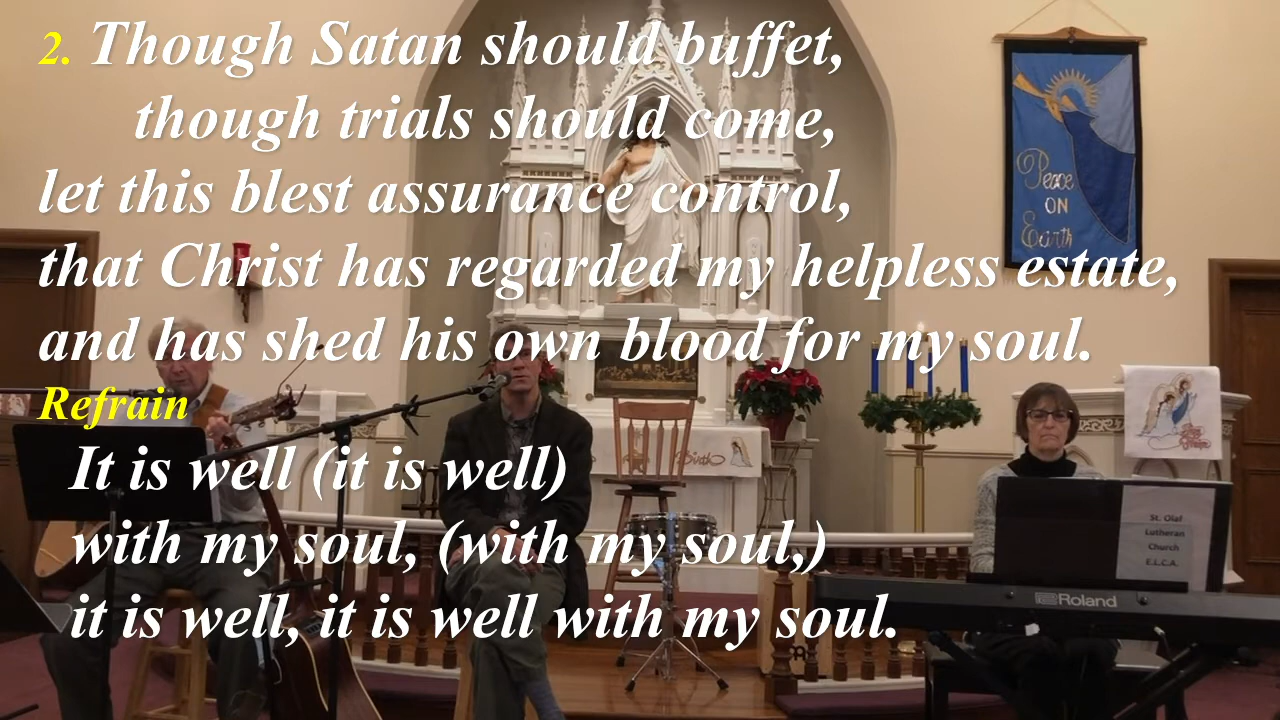 2. Though Satan should buffet,
though trials should come,
let this blest assurance control,
that Christ has regarded my helpless estate,
and has shed his own blood for my soul.
Refrain
It is well (it is well)
with my soul, (with my soul,)
it is well, it is well with my soul.
Peace
ON
Earth
St. Olaf
Lutheran
Church
E.L.C.A.
Roland